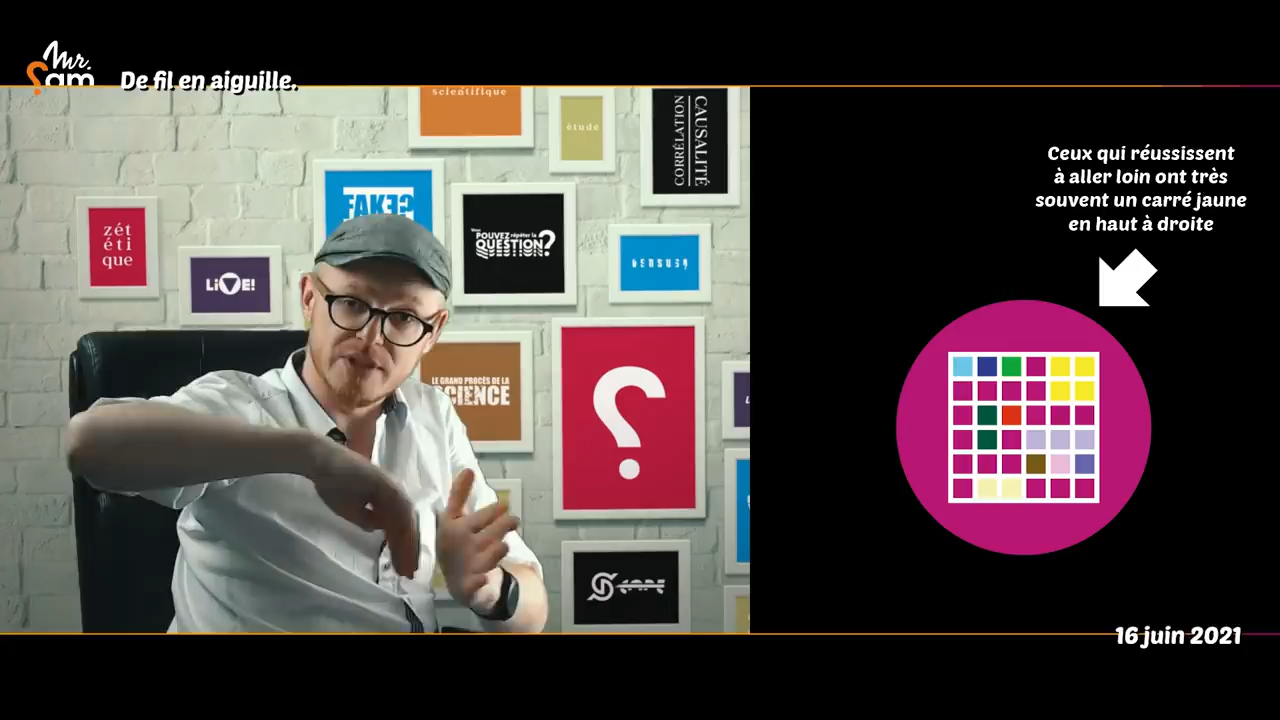 Mr.
Sam
De fil en aiguille.
scientifique
étude
CORRÉLATION
CAUSALITÉ
FAKE?
zét
éti
que
LIVE!
Vous
POUVEZ répéter la
QUESTION?
LE GRAND PROCÈS DE LA
SCIENCE
?
Ceux qui réussissent
à aller loin ont très
souvent un carré jaune
en haut à droite
16 juin 2021